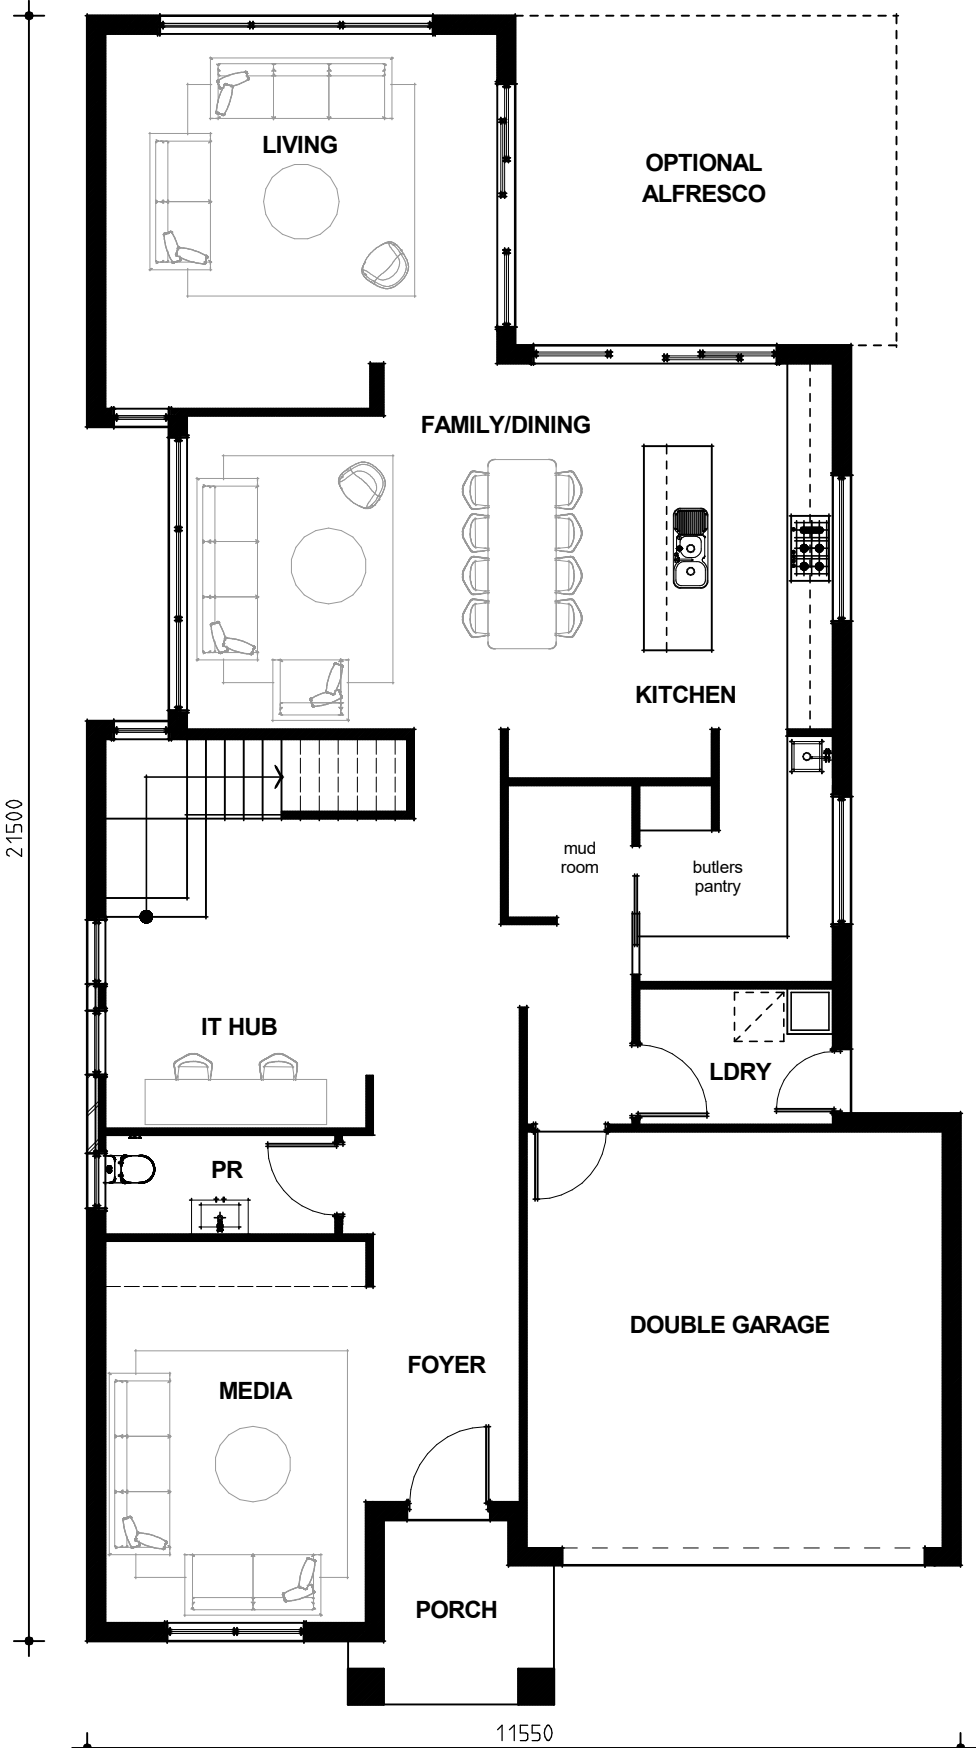 LIVING
OPTIONAL
ALFRESCO
FAMILY/DINING
KITCHEN
21500
mud
room
butlers
pantry
IT HUB
LDRY
PR
DOUBLE GARAGE
FOYER
MEDIA
PORCH
11550